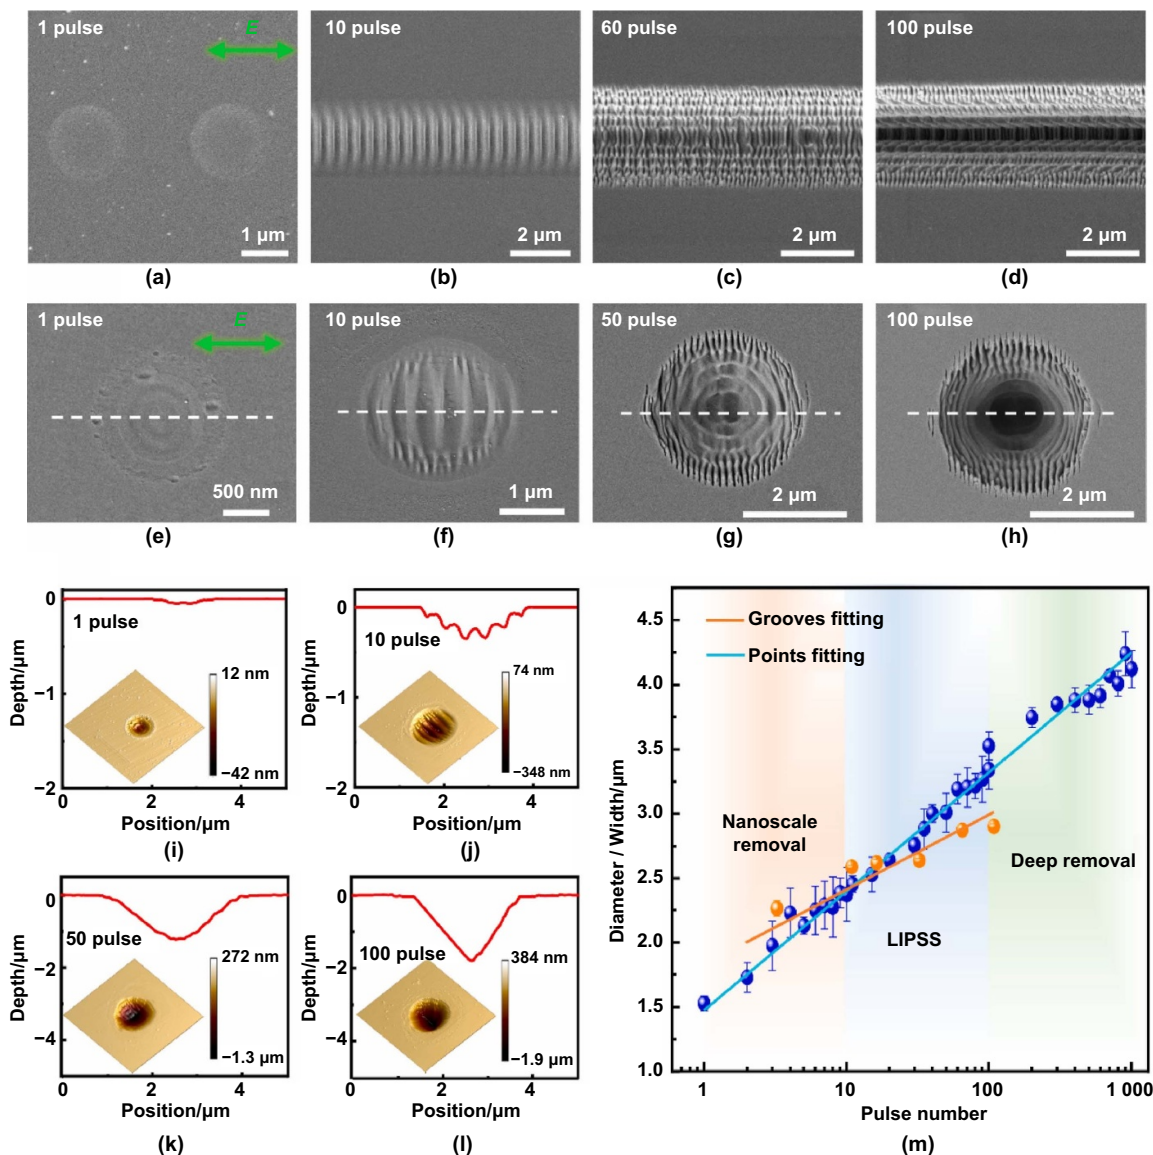 1 pulse
E
1 μm
(a)
10 pulse
2 μm
(b)
60 pulse
2 μm
(c)
100 pulse
2 μm
(d)
1 pulse
E
500 nm
(e)
10 pulse
1 μm
(f)
50 pulse
2 μm
(g)
100 pulse
2 μm
(h)
0
−1
−2
Depth/μm
1 pulse
12 nm
−42 nm
0 2 4
Position/μm
(i)
0
−1
−2
Depth/μm
10 pulse
74 nm
−348 nm
0 2 4
Position/μm
(j)
0
−2
−4
Depth/μm
50 pulse
272 nm
−1.3 μm
0 2 4
Position/μm
(k)
0
−2
−4
Depth/μm
100 pulse
384 nm
−1.9 μm
0 2 4
Position/μm
(l)
4.5
4.0
3.5
3.0
2.5
2.0
1.5
1.0
Diameter / Width/μm
Grooves fitting
Points fitting
Nanoscale
removal
LIPSS
Deep removal
1 10 100 1 000
Pulse number
(m)